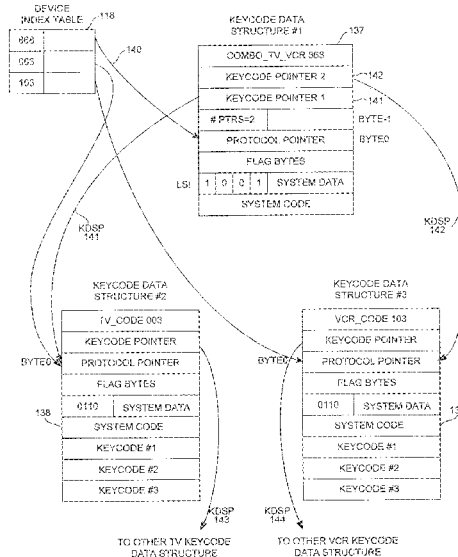 DEVICE
INDEX TABLE
118
003
103
140
KEYCODE DATA
STRUCTURE #1
137
COMBO_TV_VCR
KEYCODE POINTER 2
142
KEYCODE POINTER 1
141
# PTRS=2
BYTE-1
PROTOCOL POINTER
BYTE0
FLAG BYTES
1 0 0 1 SYSTEM DATA
SYSTEM CODE
KDSP
141
KDSP
142
KEYCODE DATA
STRUCTURE #2
TV_CODE 003
KEYCODE POINTER
BYTE0
PROTOCOL POINTER
FLAG BYTES
0110 SYSTEM DATA
138
SYSTEM CODE
KEYCODE #1
KEYCODE #2
KEYCODE #3
KEYCODE DATA
STRUCTURE #3
VCR_CODE 103
KEYCODE POINTER
PROTOCOL POINTER
FLAG BYTES
0110 SYSTEM DATA
SYSTEM CODE
KEYCODE #1
KEYCODE #2
KEYCODE #3
KDSP
143
KDSP
144
TO OTHER TV KEYCODE
DATA STRUCTURE
TO OTHER VCR KEYCODE
DATA STRUCTURE